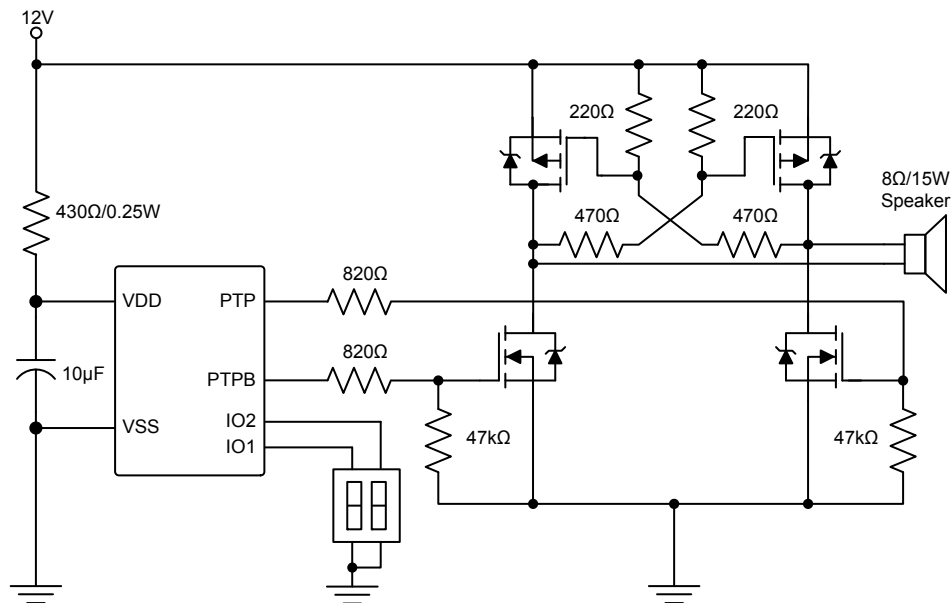 12V
220Ω
220Ω
8Ω/15W
Speaker
430Ω/0.25W
470Ω
470Ω
820Ω
VDD
PTP
820Ω
10μF
PTPB
VSS
IO2
IO1
47kΩ
47kΩ